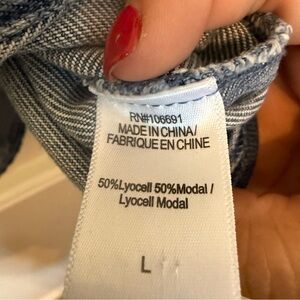 RN#106691
MADE IN CHINA/
FABRIQUE EN CHINE
50%Lyocell 50%Modal /
Lyocell Modal
L